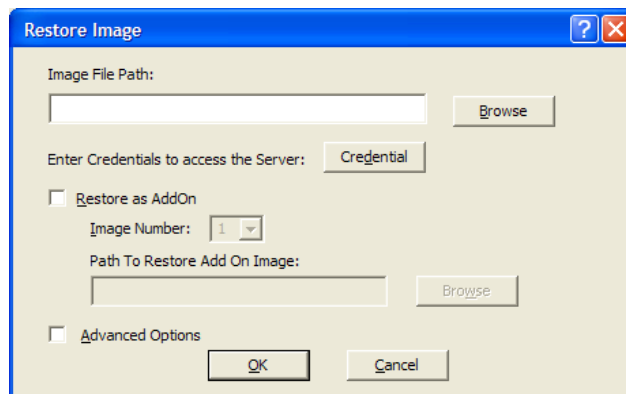 Restore Image
Image File Path:
Browse
Enter Credentials to access the Server: Credential
Restore as AddOn
Image Number: 1
Path To Restore Add On Image:
Browse
Advanced Options
OK Cancel